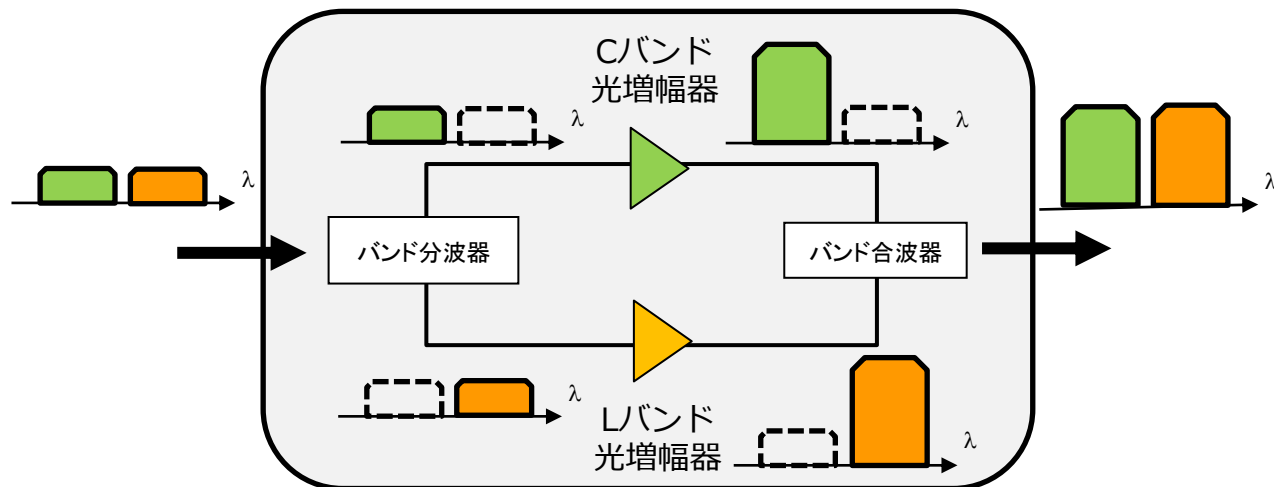 Cバンド
光増幅器
λ
λ
λ
λ
バンド分波器
バンド合波器
λ
λ
Lバンド
光増幅器